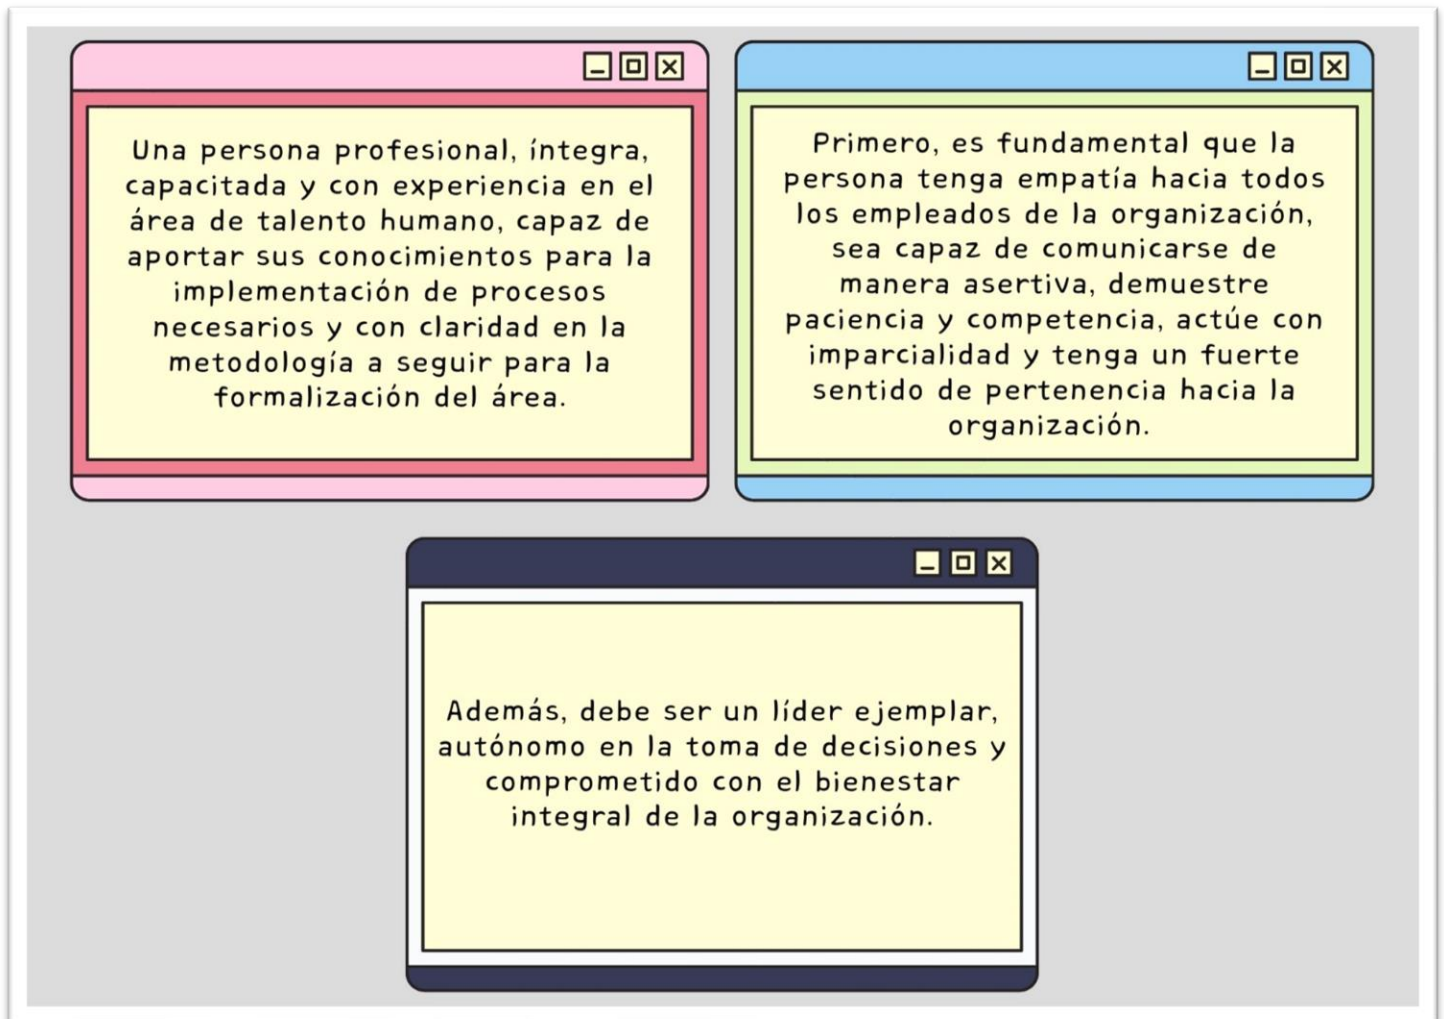 Una persona profesional, íntegra,
capacitada y con experiencia en el
área de talento humano, capaz de
aportar sus conocimientos para la
implementación de procesos
necesarios y con claridad en la
metodología a seguir para la
formalización del área.
Primero, es fundamental que la
persona tenga empatía hacia todos
los empleados de la organización,
sea capaz de comunicarse de
manera asertiva, demuestre
paciencia y competencia, actúe con
imparcialidad y tenga un fuerte
sentido de pertenencia hacia la
organización.
Además, debe ser un líder ejemplar,
autónomo en la toma de decisiones y
comprometido con el bienestar
integral de la organización.